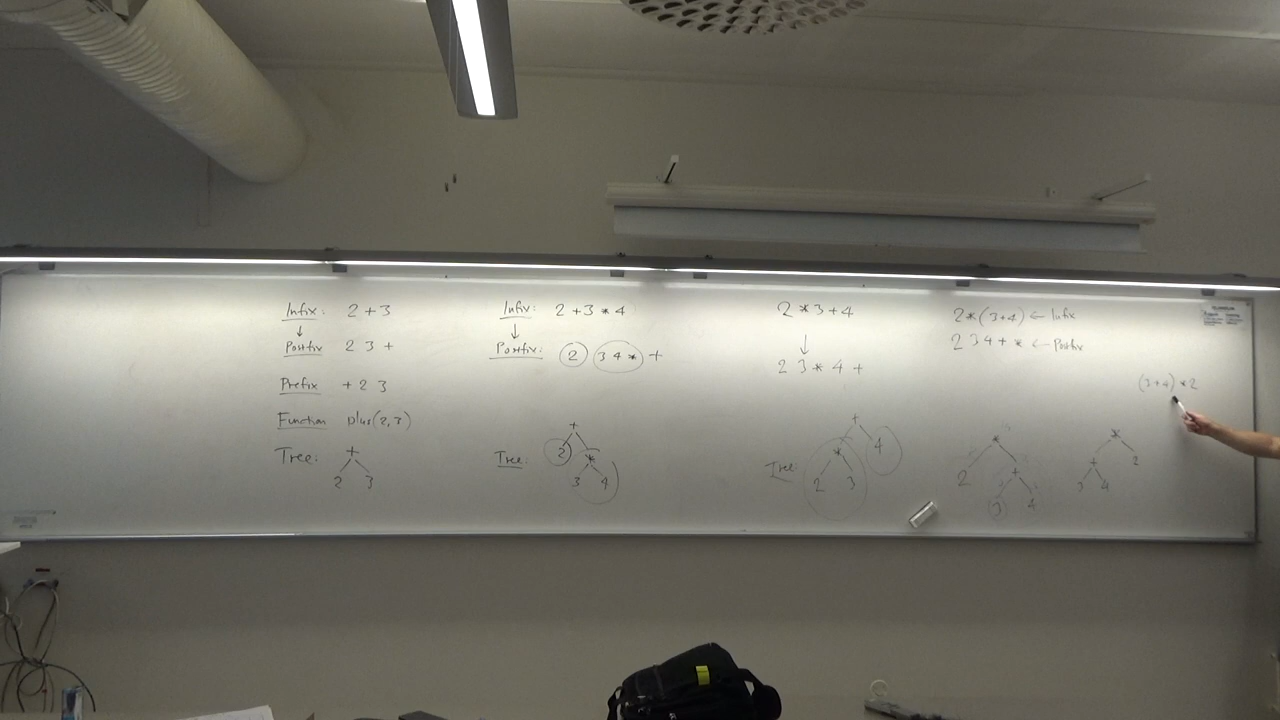 Infix: 2 + 3
↓
Postfix 2 3 +
Prefix + 2 3
Function plus(2,3)
Tree: +
2 3
Infix: 2 + 3 * 4
↓
Postfix: 2 3 4 * +
Tree: +
2 *
3 4
2 * 3 + 4
↓
2 3 * 4 +
Tree: +
* 4
2 3
2 * (3+4) ← Infix
2 3 4 + * ← Postfix
*
2 +
3 4
(3+4) * 2
*
+ 2
3 4